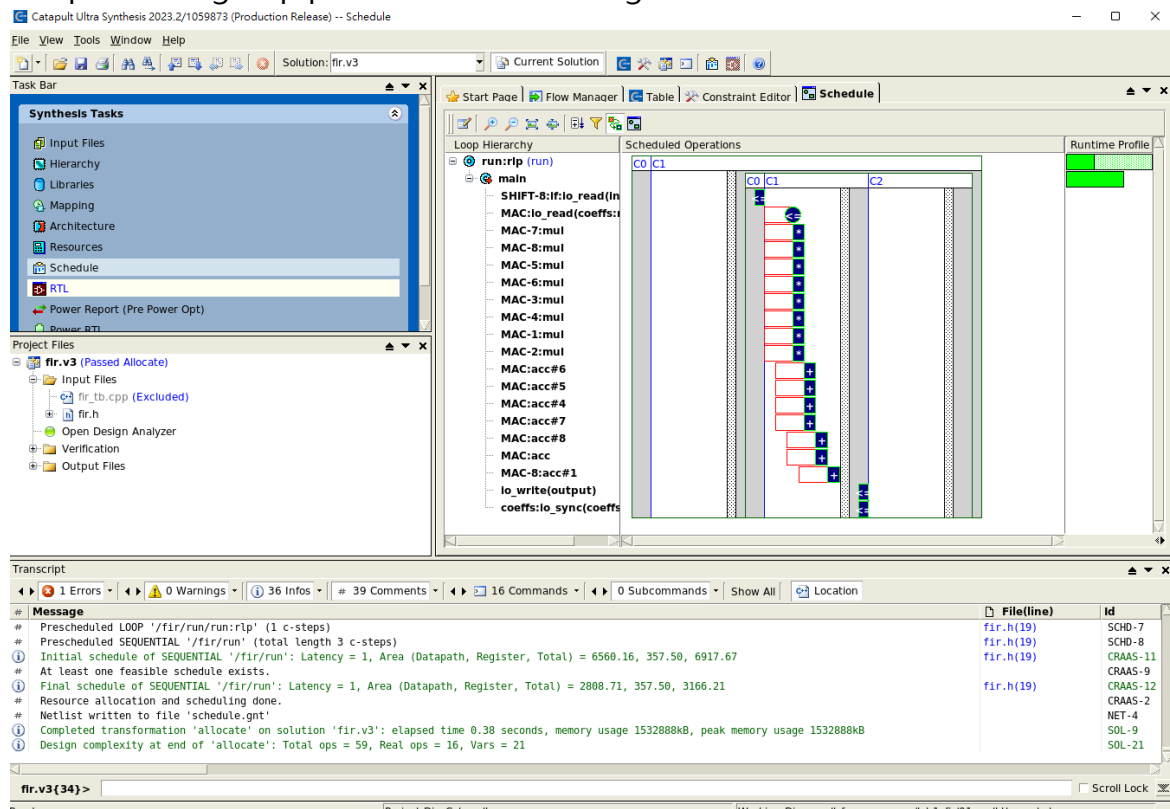 Catapult Ultra Synthesis 2023.2/1059873 (Production Release) -- Schedule
File View Tools Window Help
Solution: fir.v3 Current Solution
Task Bar
Synthesis Tasks
Input Files
Hierarchy
Libraries
Mapping
Architecture
Resources
Schedule
RTL
Power Report (Pre Power Opt)
Power RTL
Project Files
fir.v3 (Passed Allocate)
Input Files
fir_tb.cpp (Excluded)
fir.h
Open Design Analyzer
Verification
Output Files
Start Page Flow Manager Table Constraint Editor Schedule
Loop Hierarchy Scheduled Operations Runtime Profile
run:rlp (run) C0 C1
main C0 C1 C2
SHIFT-8:if:io_read(in <=
MAC:io_read(coeffs: <=
MAC-7:mul *
MAC-8:mul *
MAC-5:mul *
MAC-6:mul *
MAC-3:mul *
MAC-4:mul *
MAC-1:mul *
MAC-2:mul *
MAC:acc#6 +
MAC:acc#5 +
MAC:acc#4 +
MAC:acc#7 +
MAC:acc#8 +
MAC:acc +
MAC-8:acc#1 +
io_write(output) <=
coeffs:io_sync(coeffs <=
Transcript
1 Errors 0 Warnings 36 Infos # 39 Comments 16 Commands 0 Subcommands Show All Location
# Message File(line) Id
# Prescheduled LOOP '/fir/run/run:rlp' (1 c-steps) fir.h(19) SCHD-7
# Prescheduled SEQUENTIAL '/fir/run' (total length 3 c-steps) fir.h(19) SCHD-8
Initial schedule of SEQUENTIAL '/fir/run': Latency = 1, Area (Datapath, Register, Total) = 6560.16, 357.50, 6917.67 fir.h(19) CRAAS-11
# At least one feasible schedule exists. CRAAS-9
Final schedule of SEQUENTIAL '/fir/run': Latency = 1, Area (Datapath, Register, Total) = 2808.71, 357.50, 3166.21 fir.h(19) CRAAS-12
# Resource allocation and scheduling done. CRAAS-2
# Netlist written to file 'schedule.gnt' NET-4
Completed transformation 'allocate' on solution 'fir.v3': elapsed time 0.38 seconds, memory usage 1532888kB, peak memory usage 1532888kB SOL-9
Design complexity at end of 'allocate': Total ops = 59, Real ops = 16, Vars = 21 SOL-21
fir.v3{34}> Scroll Lock